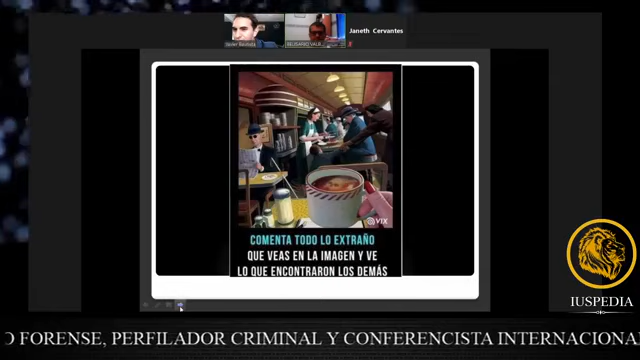 Janeth Cervantes
VIX
COMENTA TODO LO EXTRAÑO
QUE VEAS EN LA IMAGEN Y VE
LO QUE ENCONTRARON LOS DEMÁS
IUSPEDIA
O FORENSE, PERFILADOR CRIMINAL Y CONFERENCISTA INTERNACIONA